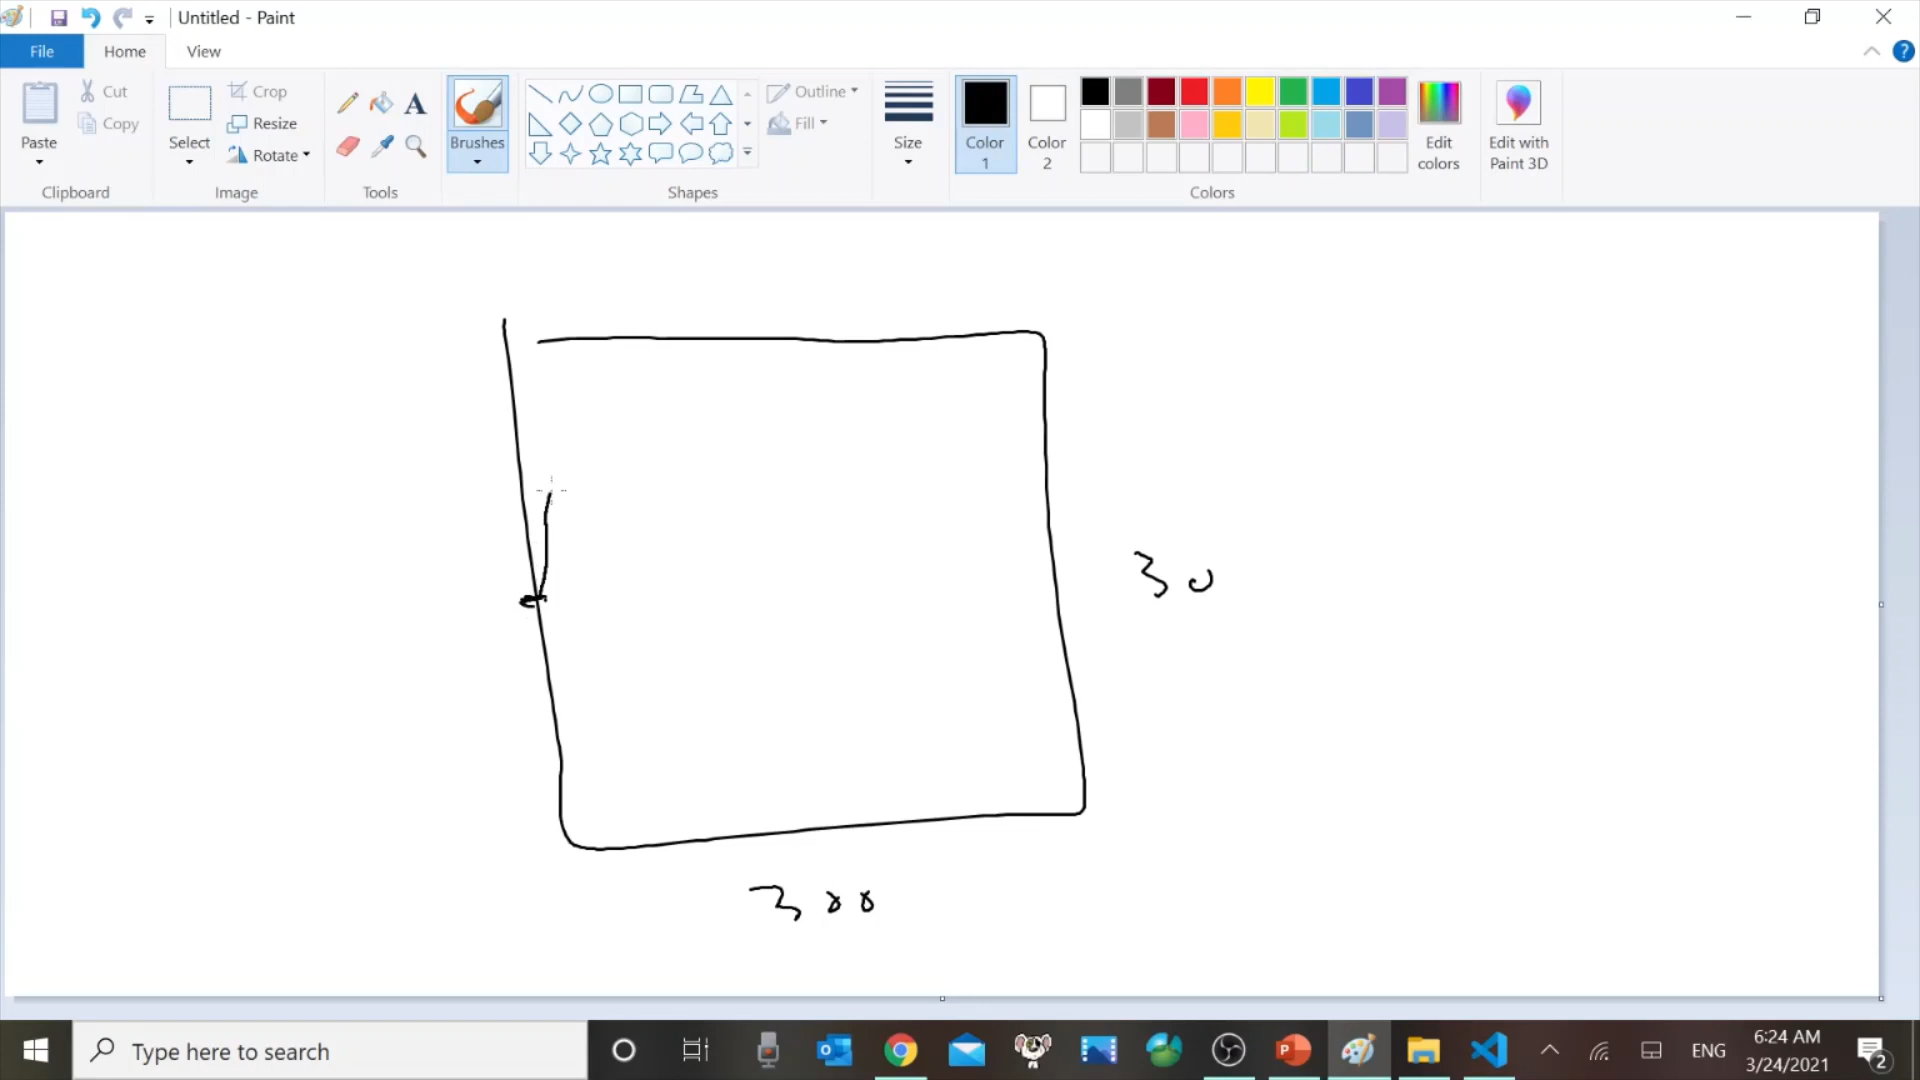 Untitled - Paint
File Home View
Paste
Cut
Copy
Clipboard
Select
Crop
Resize
Rotate
Image
Tools
Brushes
Shapes
Outline
Fill
Size
Color 1
Color 2
Colors
Edit colors
Edit with Paint 3D
30
300
Type here to search
ENG
6:24 AM
3/24/2021
2